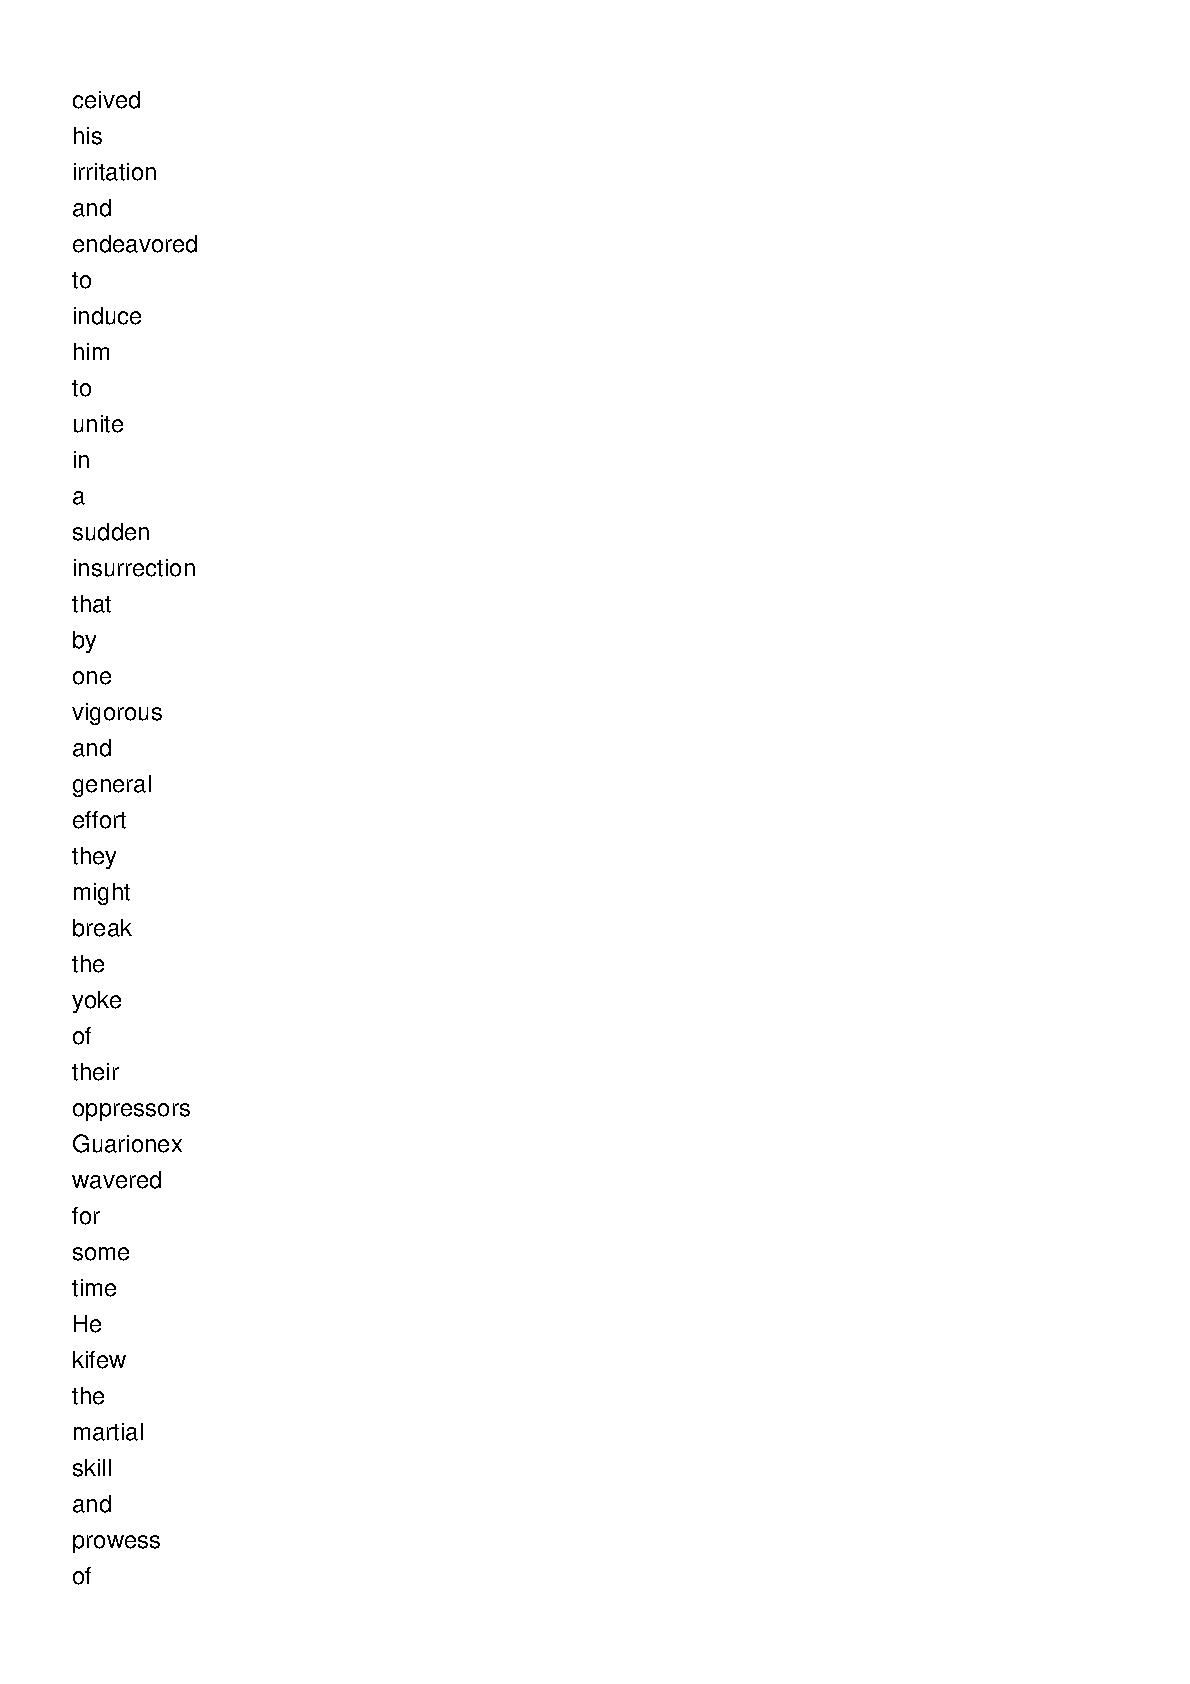 ceived
his
irritation
and
endeavored
to
induce
him
to
unite
in
a
sudden
insurrection
that
by
one
vigorous
and
general
effort
they
might
break
the
yoke
of
their
oppressors
Guarionex
wavered
for
some
time
He
kifew
the
martial
skill
and
prowess
of